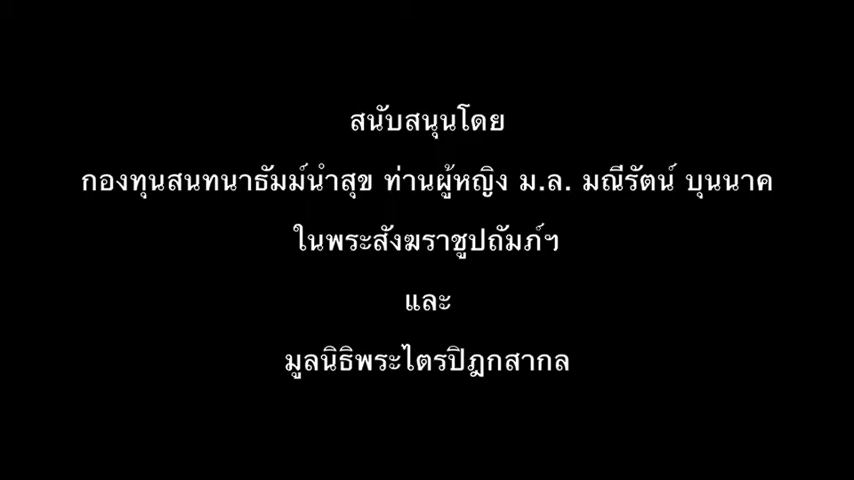 สนับสนุนโดย
กองทุนสนทนาธัมม์นำสุข ท่านผู้หญิง ม.ล. มณีรัตน์ บุนนาค
ในพระสังฆราชูปถัมภ์ฯ
และ
มูลนิธิพระไตรปิฎกสากล